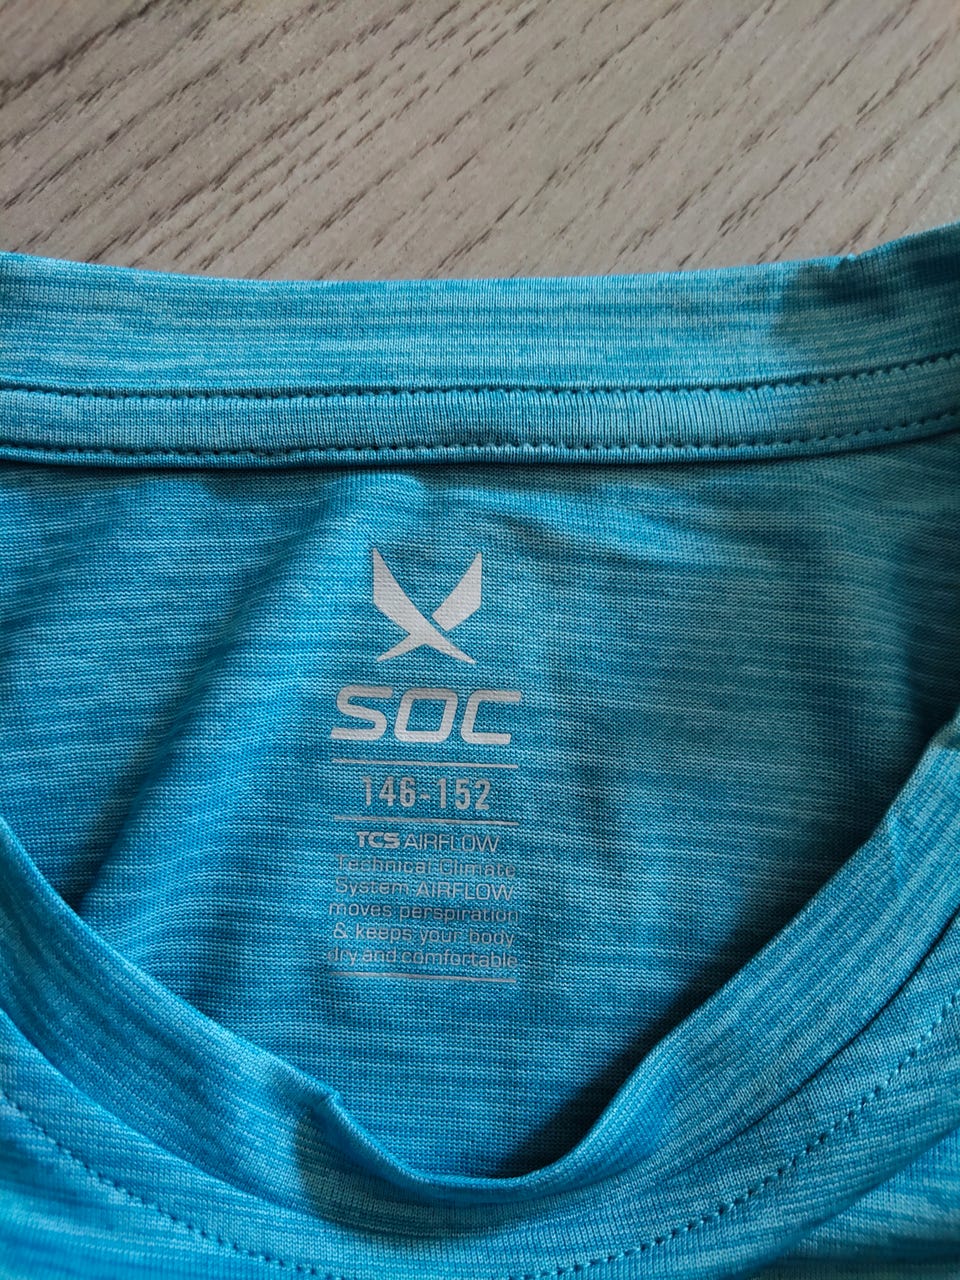 SOC
146-152
TCS AIRFLOW
Technical Climate
System AIRFLOW
moves perspiration
& keeps your body
dry and comfortable